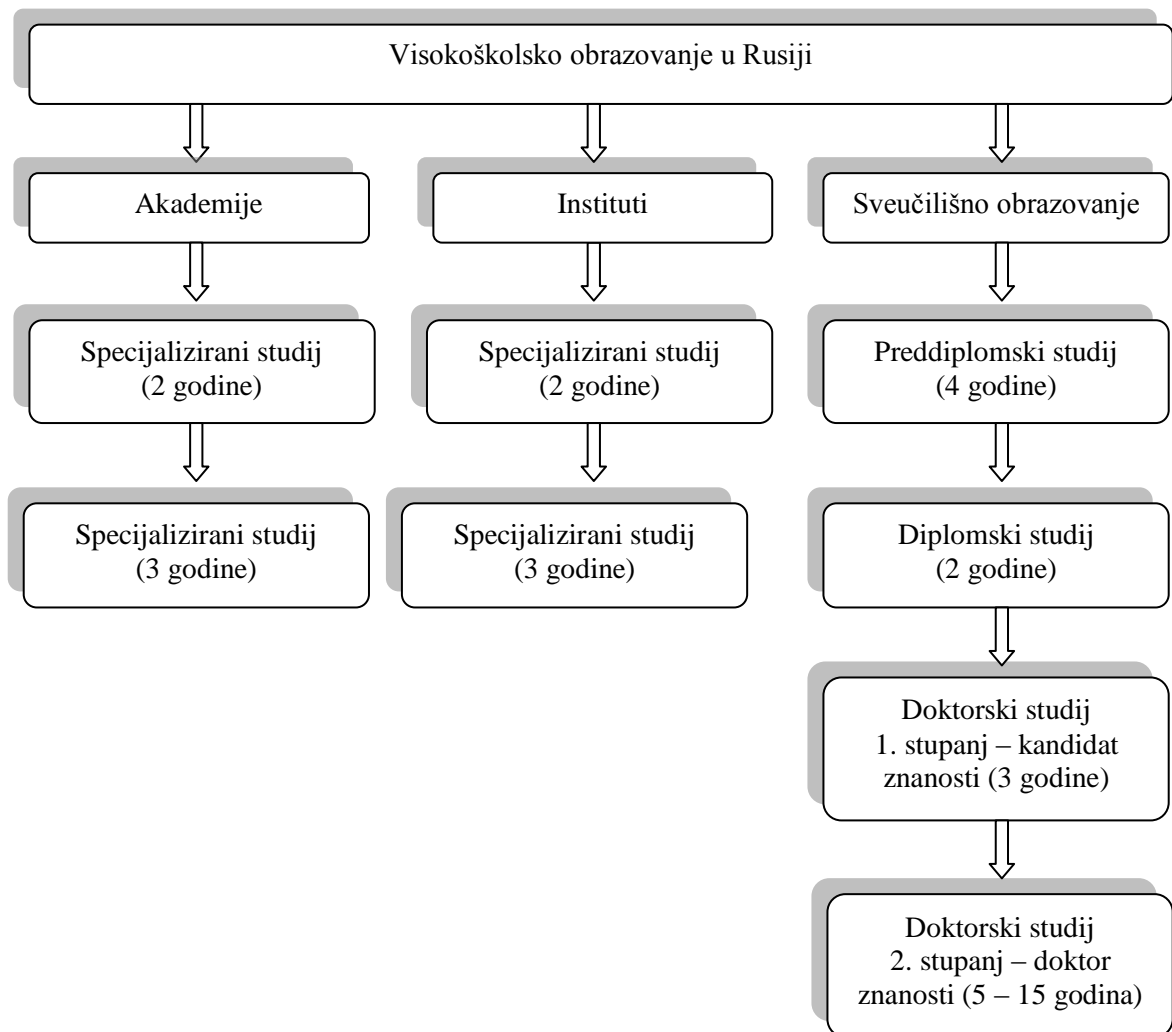 Visokoškolsko obrazovanje u Rusiji
Akademije
Instituti
Sveučilišno obrazovanje
Specijalizirani studij
(2 godine)
Specijalizirani studij
(2 godine)
Preddiplomski studij
(4 godine)
Specijalizirani studij
(3 godine)
Specijalizirani studij
(3 godine)
Diplomski studij
(2 godine)
Doktorski studij
1. stupanj – kandidat
znanosti (3 godine)
Doktorski studij
2. stupanj – doktor
znanosti (5 – 15 godina)